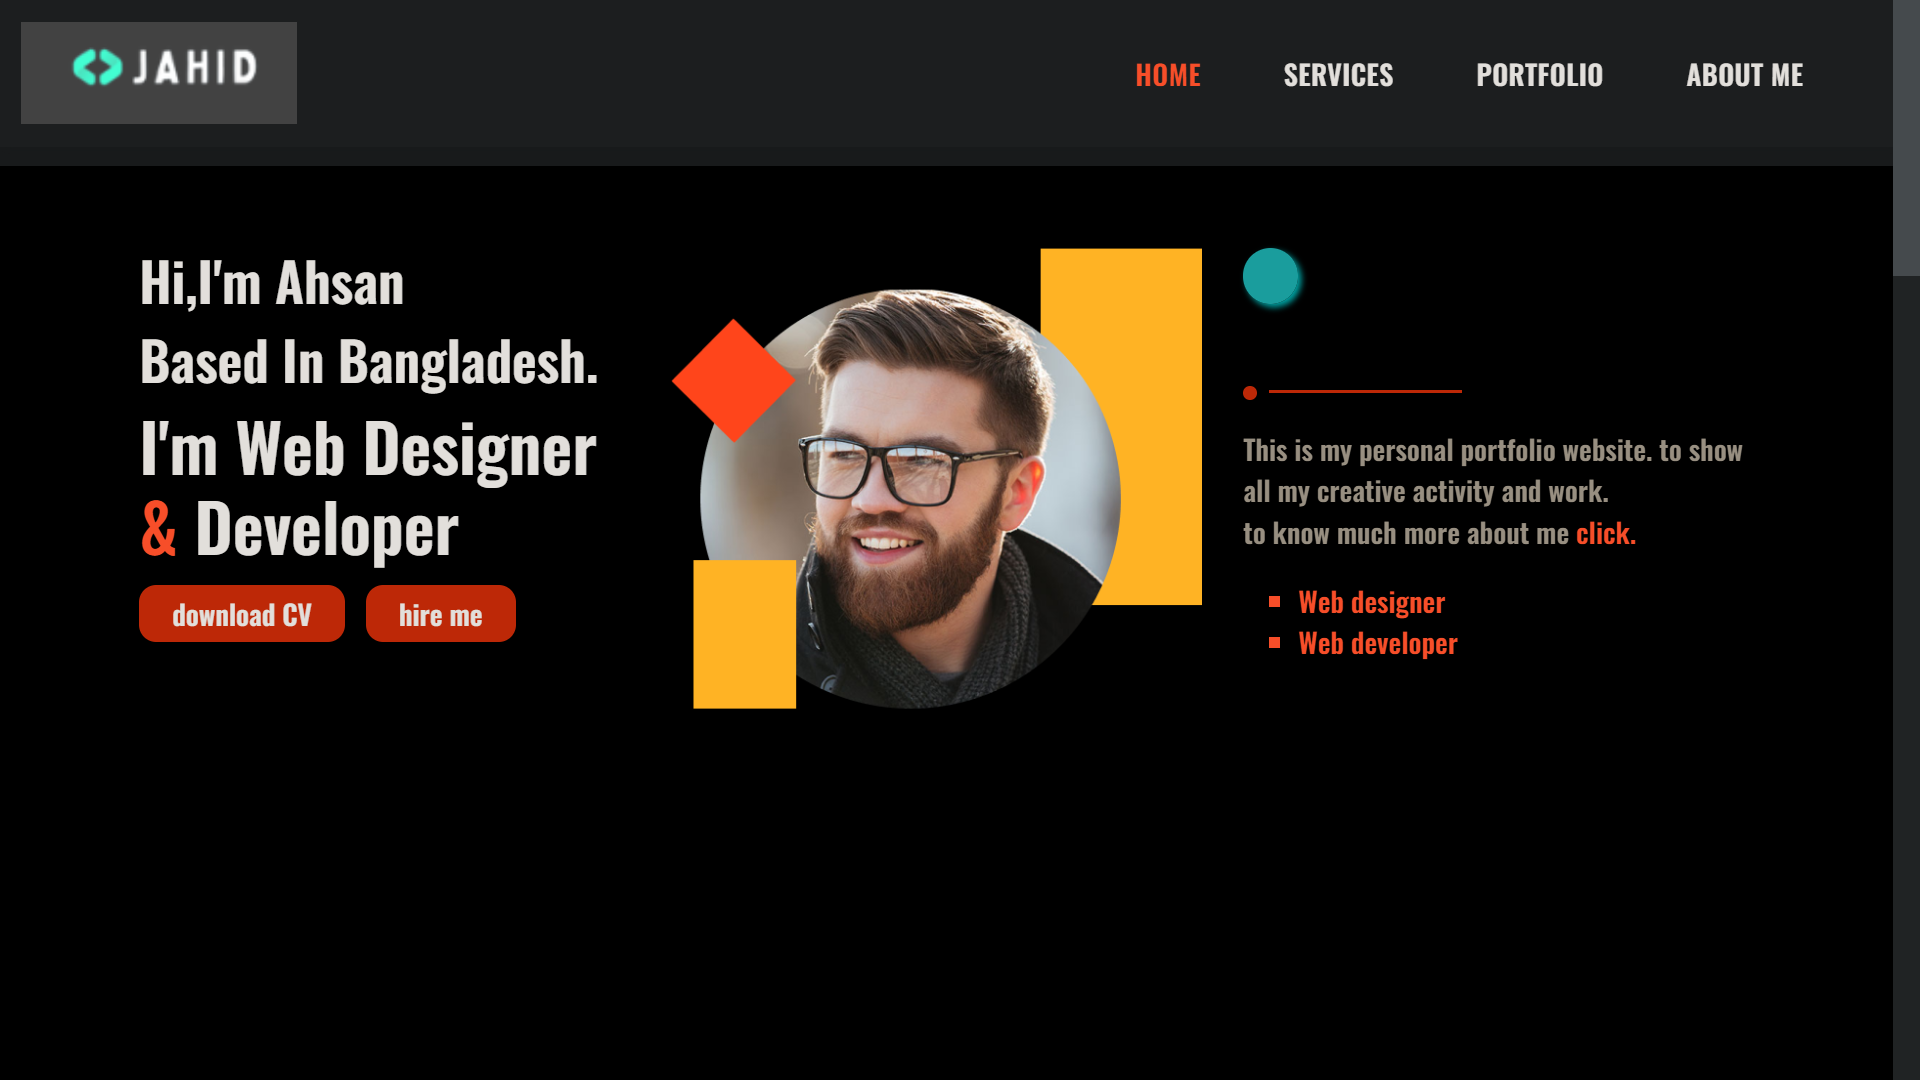 JAHID
HOME SERVICES PORTFOLIO ABOUT ME
Hi,I'm Ahsan
Based In Bangladesh.
I'm Web Designer
& Developer
download CV hire me
This is my personal portfolio website. to show
all my creative activity and work.
to know much more about me click.
Web designer
Web developer